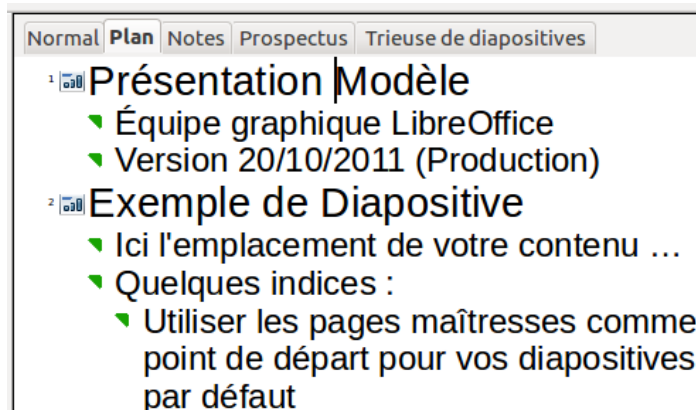 Normal Plan Notes Prospectus Trieuse de diapositives
1 Présentation Modèle
Équipe graphique LibreOffice
Version 20/10/2011 (Production)
2 Exemple de Diapositive
Ici l'emplacement de votre contenu …
Quelques indices :
Utiliser les pages maîtresses comme
point de départ pour vos diapositives
par défaut